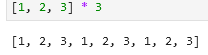 [1, 2, 3] * 3
[1, 2, 3, 1, 2, 3, 1, 2, 3]